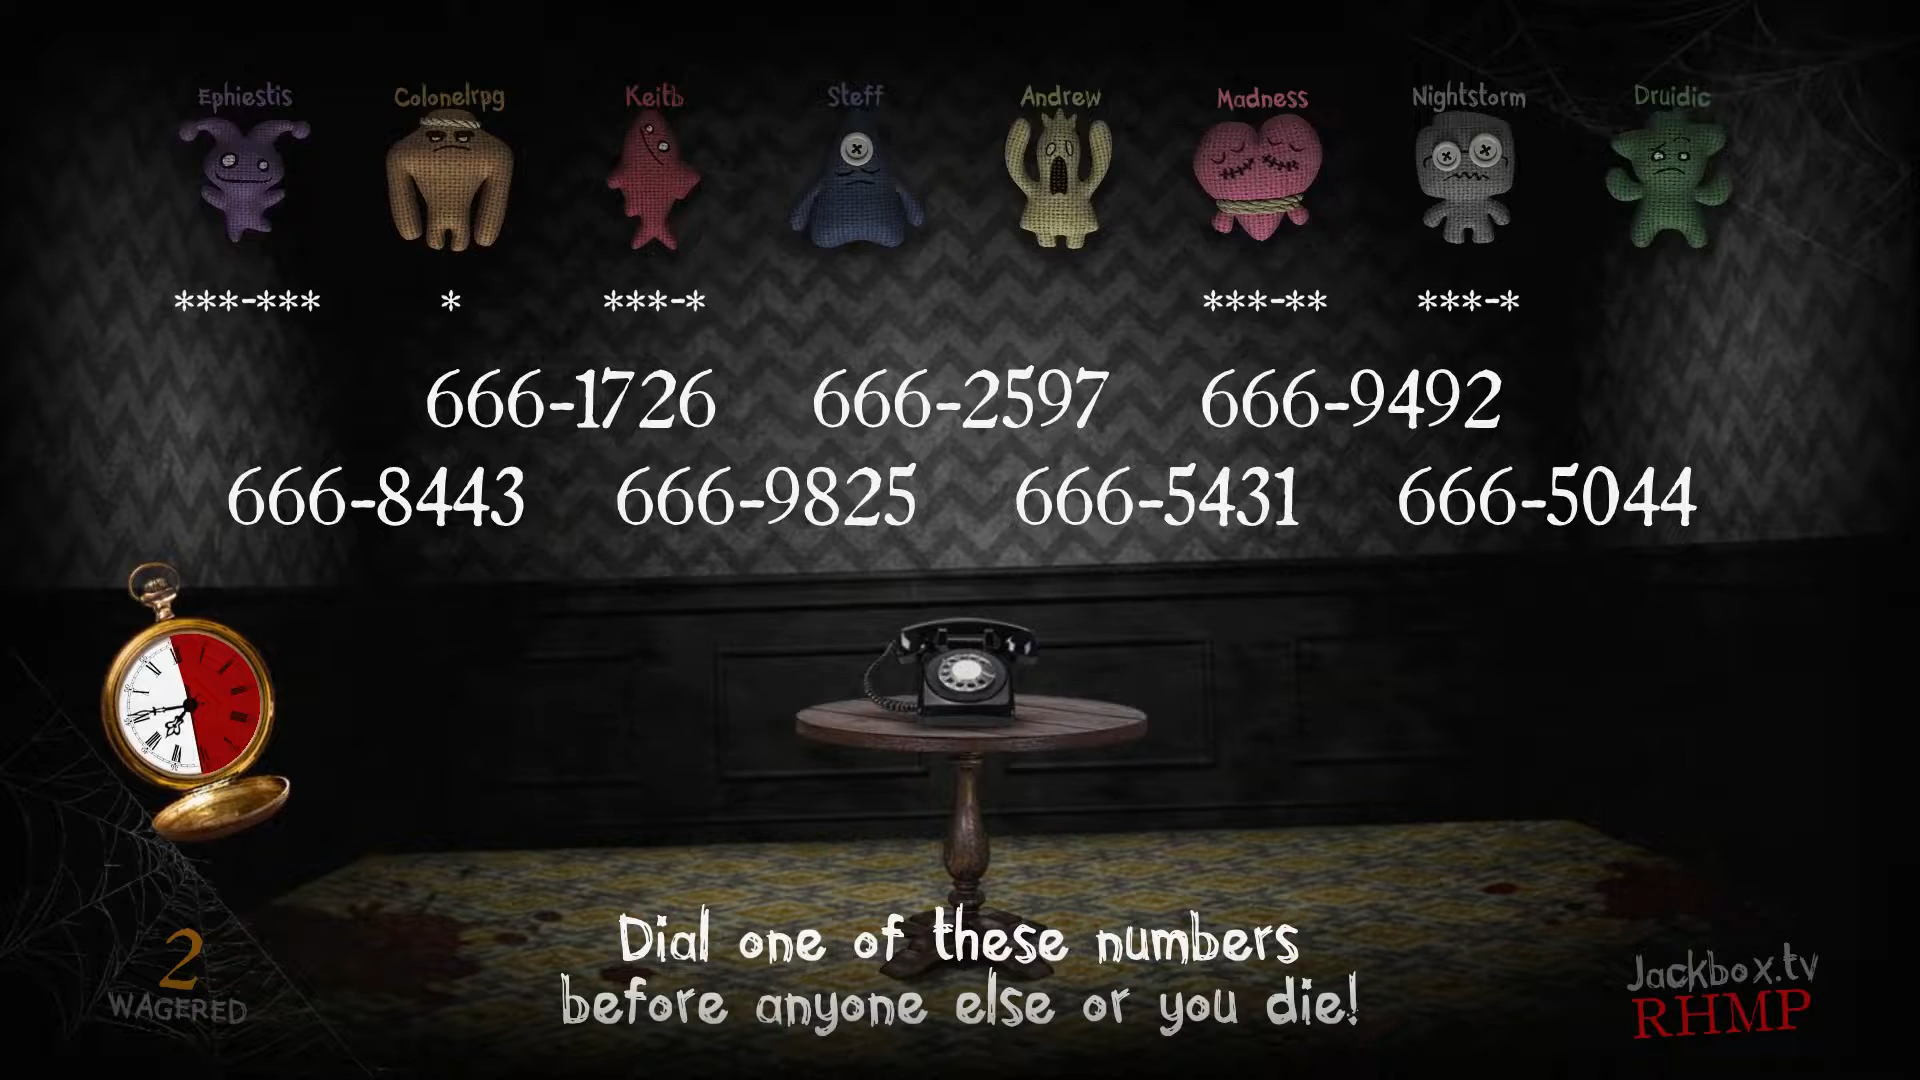 Ephiestis Colonelrpg Keith Steff Andrew Madness Nightstorm Druidic
***-*** * ***-* ***-** ***-*
666-1726 666-2597 666-9492
666-8443 666-9825 666-5431 666-5044
Dial one of these numbers
before anyone else or you die!
2
WAGERED
Jackbox.tv
RHMP